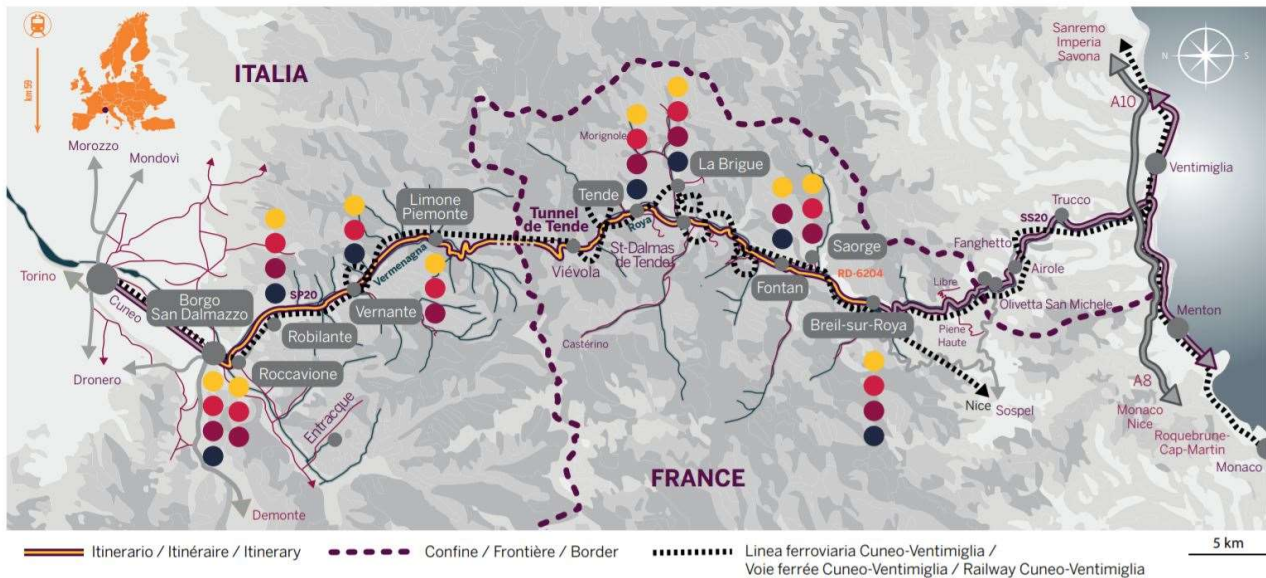 km 59
ITALIA
Morozzo
Mondovì
Torino
Cuneo
Borgo
San Dalmazzo
Dronero
Demonte
Entracque
Roccavione
Robilante
SP20
Vernante
Vermenagna
Limone
Piemonte
Tunnel
de Tende
Viévola
Tende
Roya
Morignole
La Brigue
St-Dalmas
de Tende
Castérino
Fontan
Saorge
RD-6204
Breil-sur-Roya
FRANCE
Nice
Sospel
Libre
Piene
Haute
Fanghetto
Olivetta San Michele
Airole
Trucco
SS20
Ventimiglia
Sanremo
Imperia
Savona
A10
N
S
Menton
A8
Monaco
Nice
Roquebrune-
Cap-Martin
Monaco
Itinerario / Itinéraire / Itinerary
Confine / Frontière / Border
Linea ferroviaria Cuneo-Ventimiglia /
Voie ferrée Cuneo-Ventimiglia / Railway Cuneo-Ventimiglia
5 km